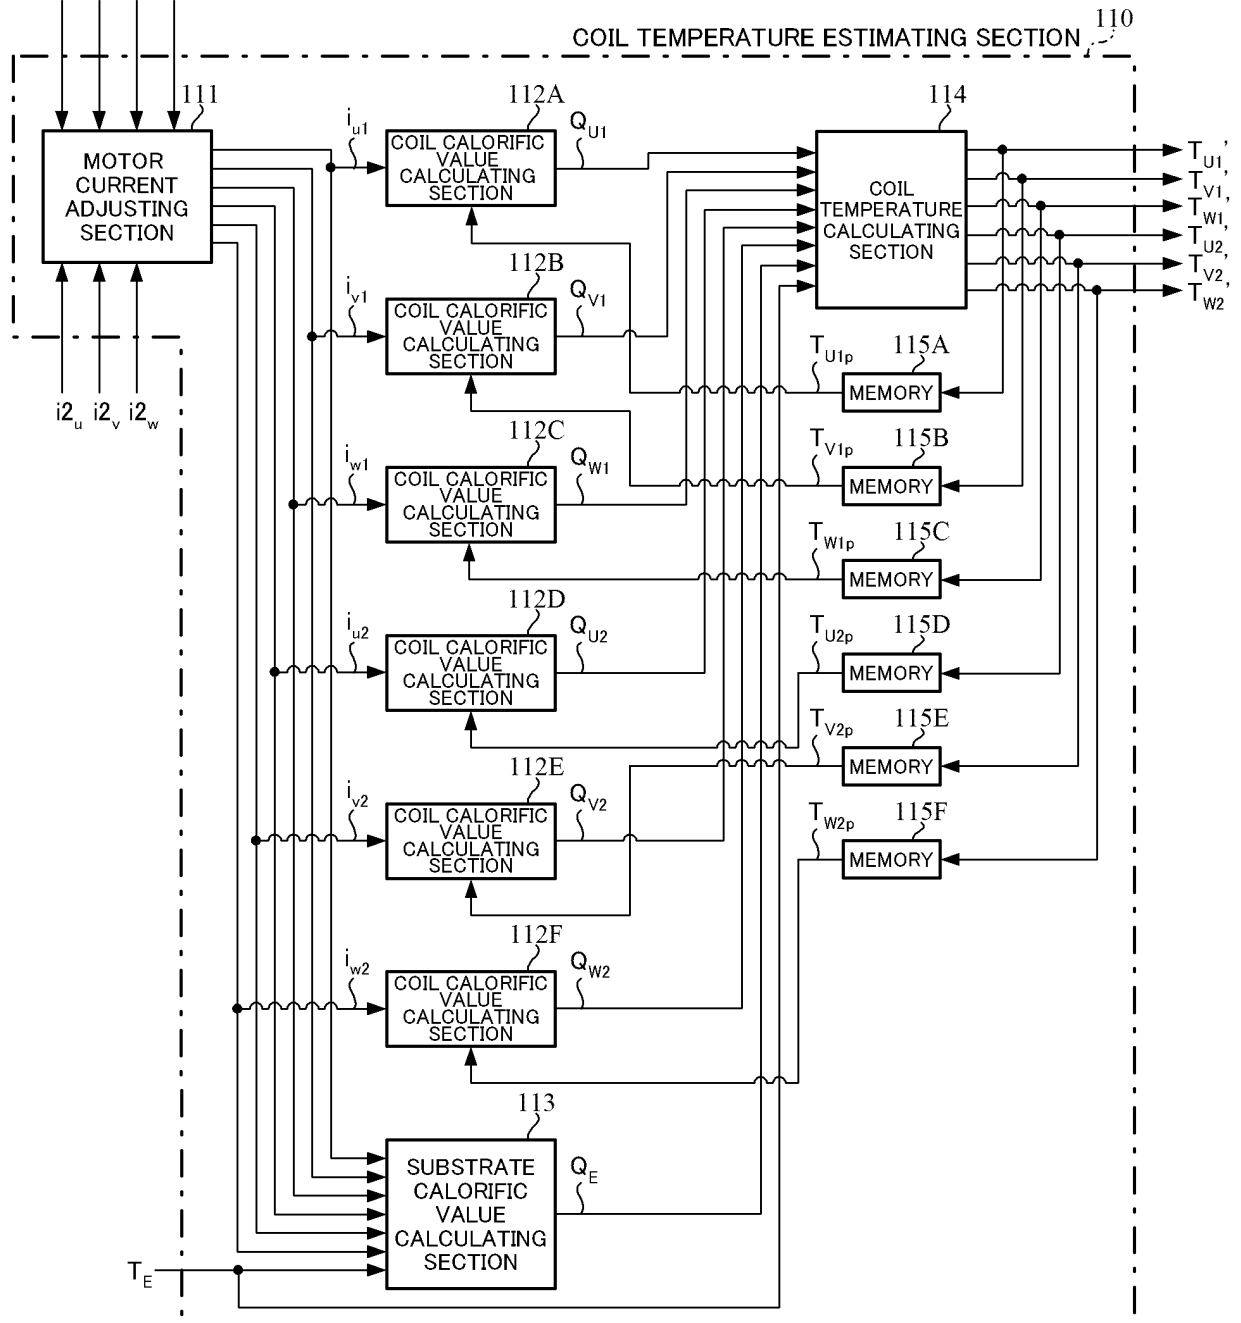 COIL TEMPERATURE ESTIMATING SECTION
110
111
MOTOR
CURRENT
ADJUSTING
SECTION
i2u
i2v
i2w
iu1
112A
COIL CALORIFIC
VALUE
CALCULATING
SECTION
QU1
iv1
112B
COIL CALORIFIC
VALUE
CALCULATING
SECTION
QV1
iw1
112C
COIL CALORIFIC
VALUE
CALCULATING
SECTION
QW1
iu2
112D
COIL CALORIFIC
VALUE
CALCULATING
SECTION
QU2
iv2
112E
COIL CALORIFIC
VALUE
CALCULATING
SECTION
QV2
iw2
112F
COIL CALORIFIC
VALUE
CALCULATING
SECTION
QW2
113
SUBSTRATE
CALORIFIC
VALUE
CALCULATING
SECTION
QE
TE
114
COIL
TEMPERATURE
CALCULATING
SECTION
TU1,
TV1,
TW1,
TU2,
TV2,
TW2
TU1p
115A
MEMORY
TV1p
115B
MEMORY
TW1p
115C
MEMORY
TU2p
115D
MEMORY
TV2p
115E
MEMORY
TW2p
115F
MEMORY